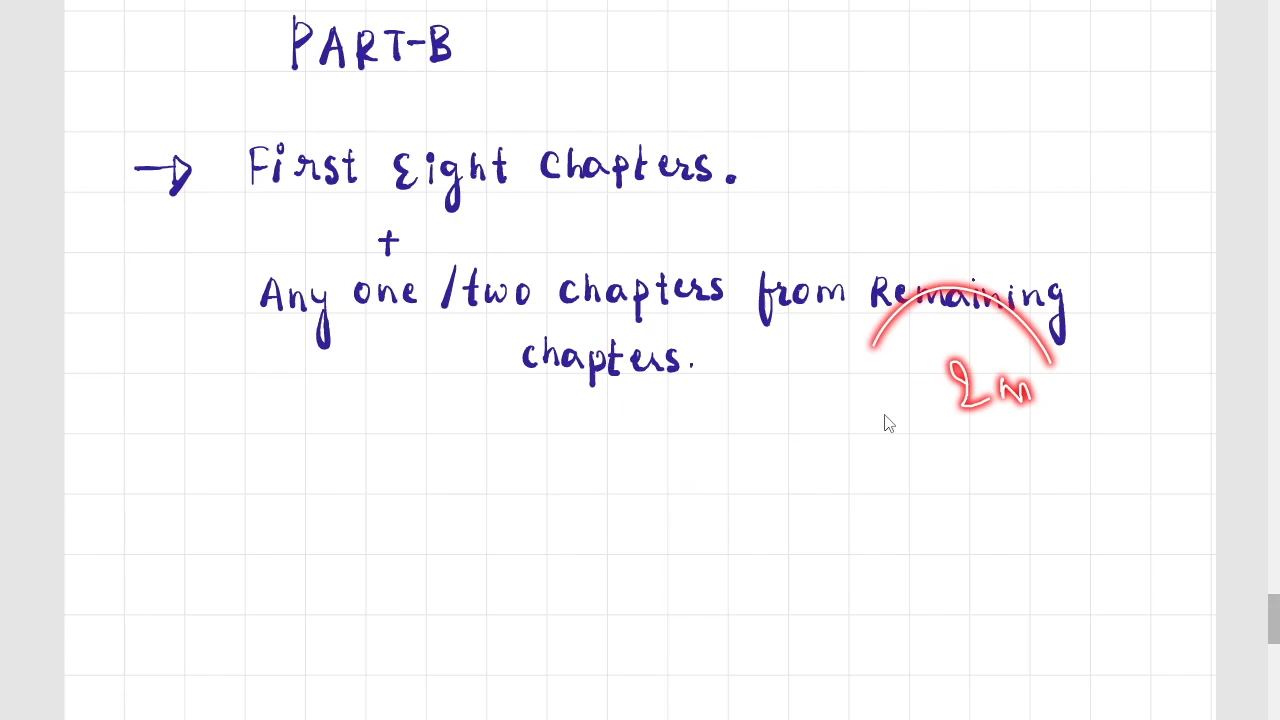 PART-B
→ First Eight Chapters.
+
Any one /two chapters from Remaining
chapters.
2m